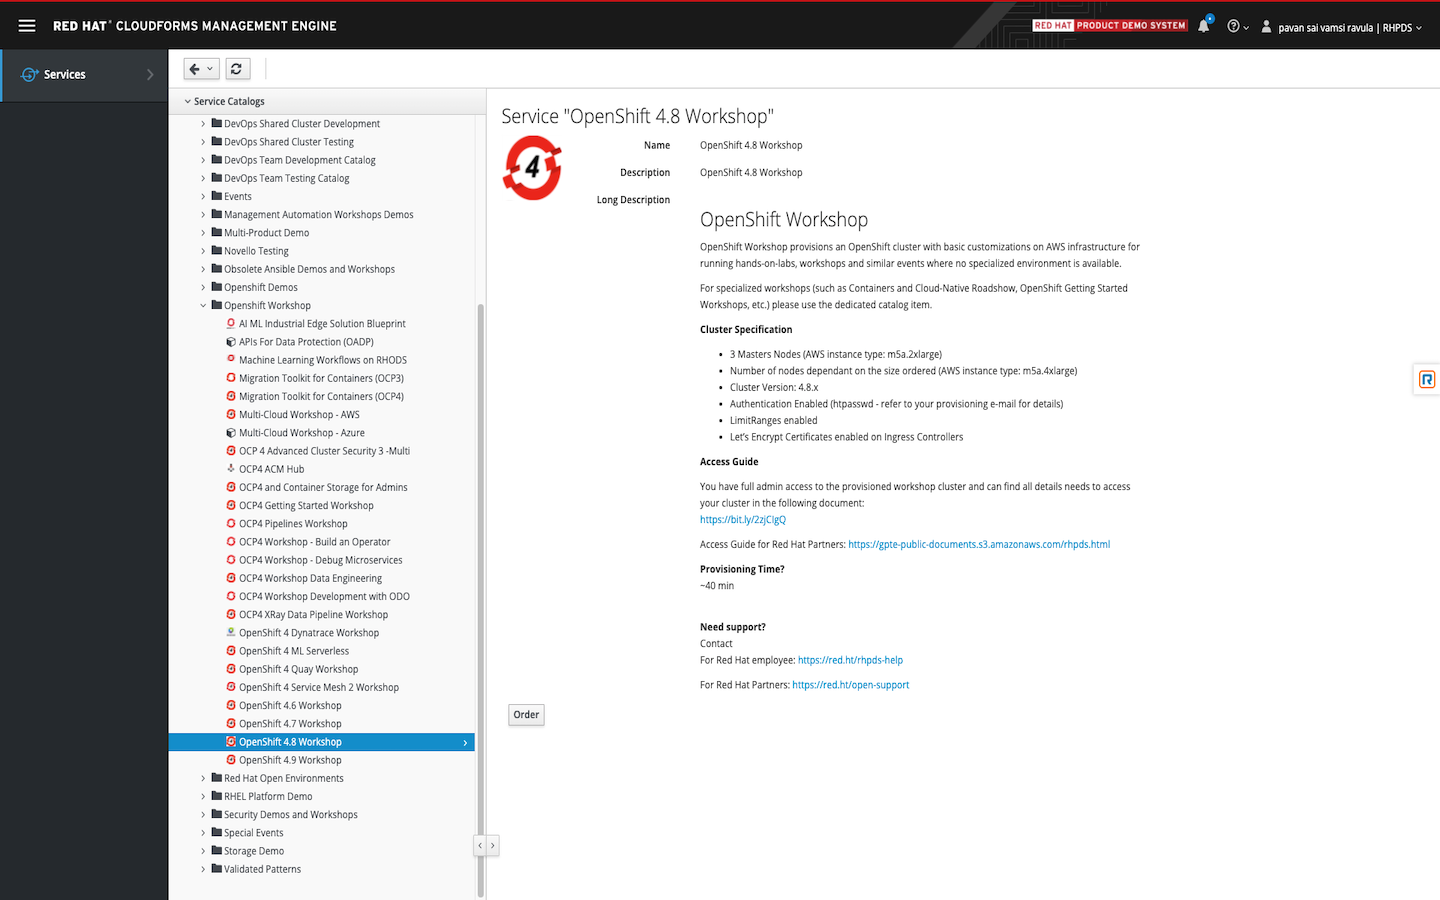 RED HAT® CLOUDFORMS MANAGEMENT ENGINE
RED HAT PRODUCT DEMO SYSTEM
pavan sai vamsi ravula | RHPDS
Services
Service Catalogs
DevOps Shared Cluster Development
DevOps Shared Cluster Testing
DevOps Team Development Catalog
DevOps Team Testing Catalog
Events
Management Automation Workshops Demos
Multi-Product Demo
Novello Testing
Obsolete Ansible Demos and Workshops
Openshift Demos
Openshift Workshop
AI ML Industrial Edge Solution Blueprint
APIs For Data Protection (OADP)
Machine Learning Workflows on RHODS
Migration Toolkit for Containers (OCP3)
Migration Toolkit for Containers (OCP4)
Multi-Cloud Workshop - AWS
Multi-Cloud Workshop - Azure
OCP 4 Advanced Cluster Security 3 -Multi
OCP4 ACM Hub
OCP4 and Container Storage for Admins
OCP4 Getting Started Workshop
OCP4 Pipelines Workshop
OCP4 Workshop - Build an Operator
OCP4 Workshop - Debug Microservices
OCP4 Workshop Data Engineering
OCP4 Workshop Development with ODO
OCP4 XRay Data Pipeline Workshop
OpenShift 4 Dynatrace Workshop
OpenShift 4 ML Serverless
OpenShift 4 Quay Workshop
OpenShift 4 Service Mesh 2 Workshop
OpenShift 4.6 Workshop
OpenShift 4.7 Workshop
OpenShift 4.8 Workshop
OpenShift 4.9 Workshop
Red Hat Open Environments
RHEL Platform Demo
Security Demos and Workshops
Special Events
Storage Demo
Validated Patterns
Service "OpenShift 4.8 Workshop"
4
Name OpenShift 4.8 Workshop
Description OpenShift 4.8 Workshop
Long Description
OpenShift Workshop
OpenShift Workshop provisions an OpenShift cluster with basic customizations on AWS infrastructure for
running hands-on-labs, workshops and similar events where no specialized environment is available.
For specialized workshops (such as Containers and Cloud-Native Roadshow, OpenShift Getting Started
Workshops, etc.) please use the dedicated catalog item.
Cluster Specification
• 3 Masters Nodes (AWS instance type: m5a.2xlarge)
• Number of nodes dependant on the size ordered (AWS instance type: m5a.4xlarge)
• Cluster Version: 4.8.x
• Authentication Enabled (htpasswd - refer to your provisioning e-mail for details)
• LimitRanges enabled
• Let's Encrypt Certificates enabled on Ingress Controllers
Access Guide
You have full admin access to the provisioned workshop cluster and can find all details needs to access
your cluster in the following document:
https://bit.ly/2zjCIgQ
Access Guide for Red Hat Partners: https://gpte-public-documents.s3.amazonaws.com/rhpds.html
Provisioning Time?
~40 min
Need support?
Contact
For Red Hat employee: https://red.ht/rhpds-help
For Red Hat Partners: https://red.ht/open-support
Order